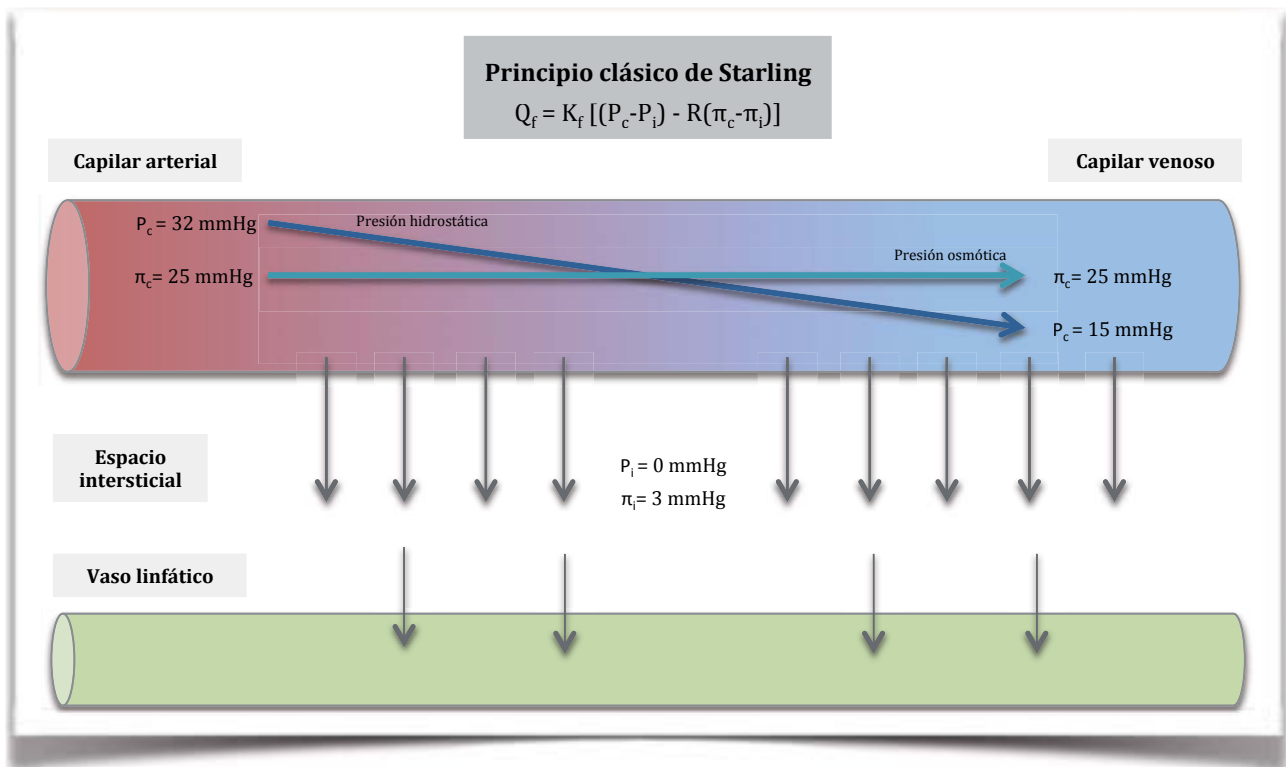 Principio clásico de Starling
Q_f = K_f [(P_c-P_i) - R(π_c-π_i)]
Capilar arterial
Capilar venoso
P_c = 32 mmHg
Presión hidrostática
π_c= 25 mmHg
Presión osmótica
π_c= 25 mmHg
P_c = 15 mmHg
Espacio
intersticial
P_i = 0 mmHg
π_i= 3 mmHg
Vaso linfático